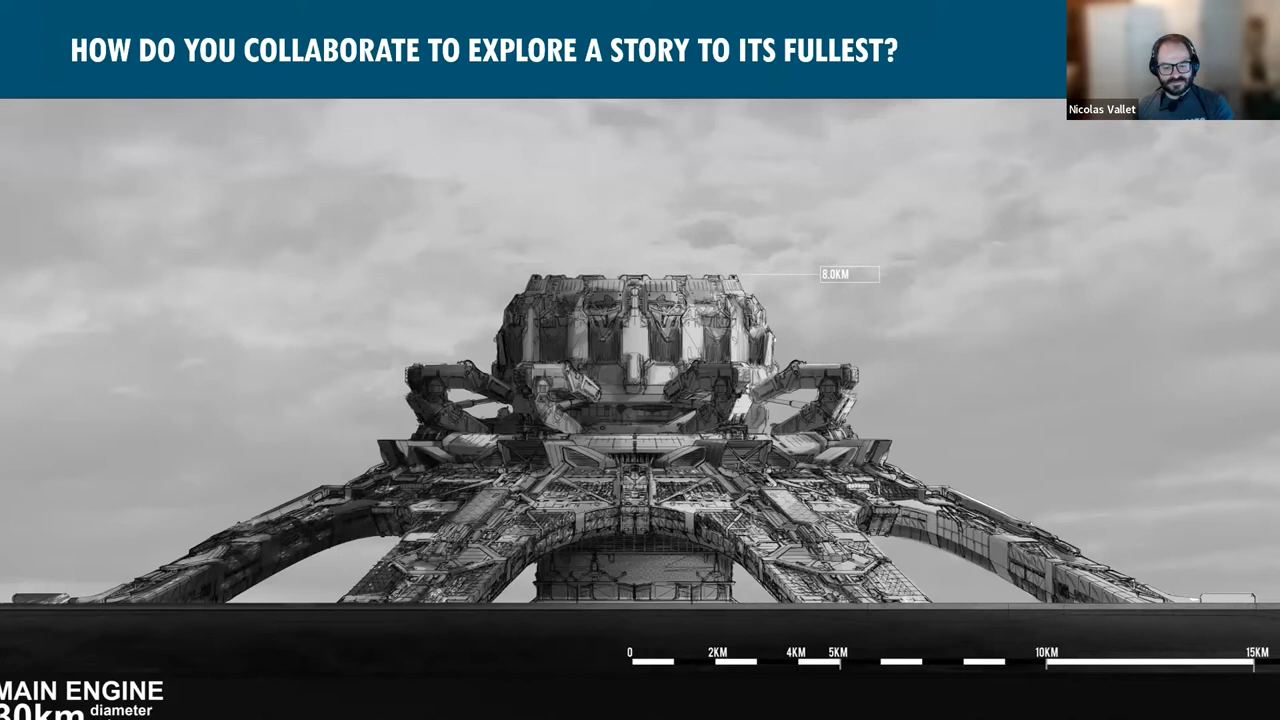 HOW DO YOU COLLABORATE TO EXPLORE A STORY TO ITS FULLEST?
Nicolas Vallet
8.0KM
0 2KM 4KM 5KM 10KM 15KM
MAIN ENGINE
30km diameter